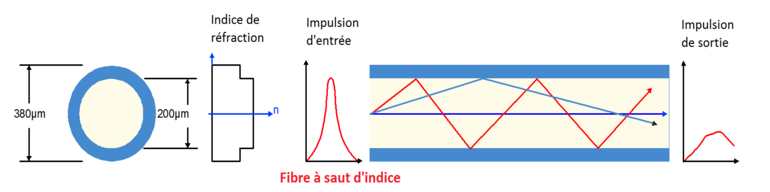 Indice de
réfraction
Impulsion
d'entrée
Impulsion
de sortie
380µm
200µm
n
Fibre à saut d'indice